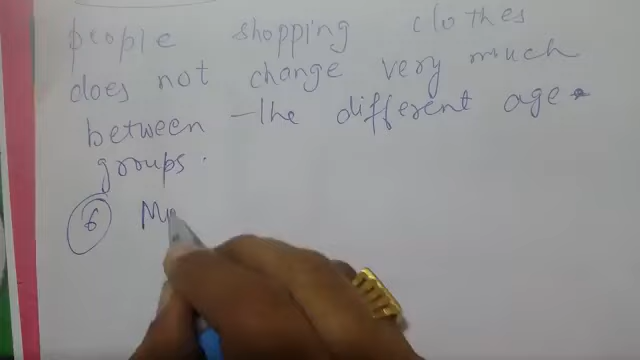 people shopping clothes
does not change very much
between the different age-
groups.
6